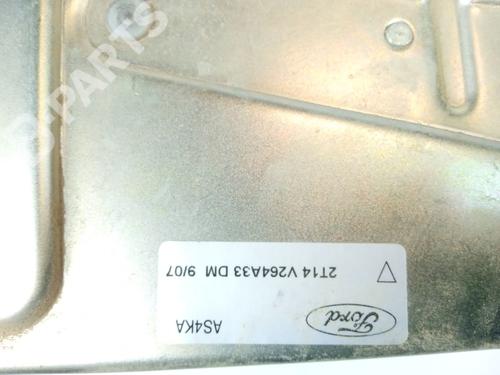 Ford
AS4KA
2T14 V264A33 DM 9/07
B-PARTS